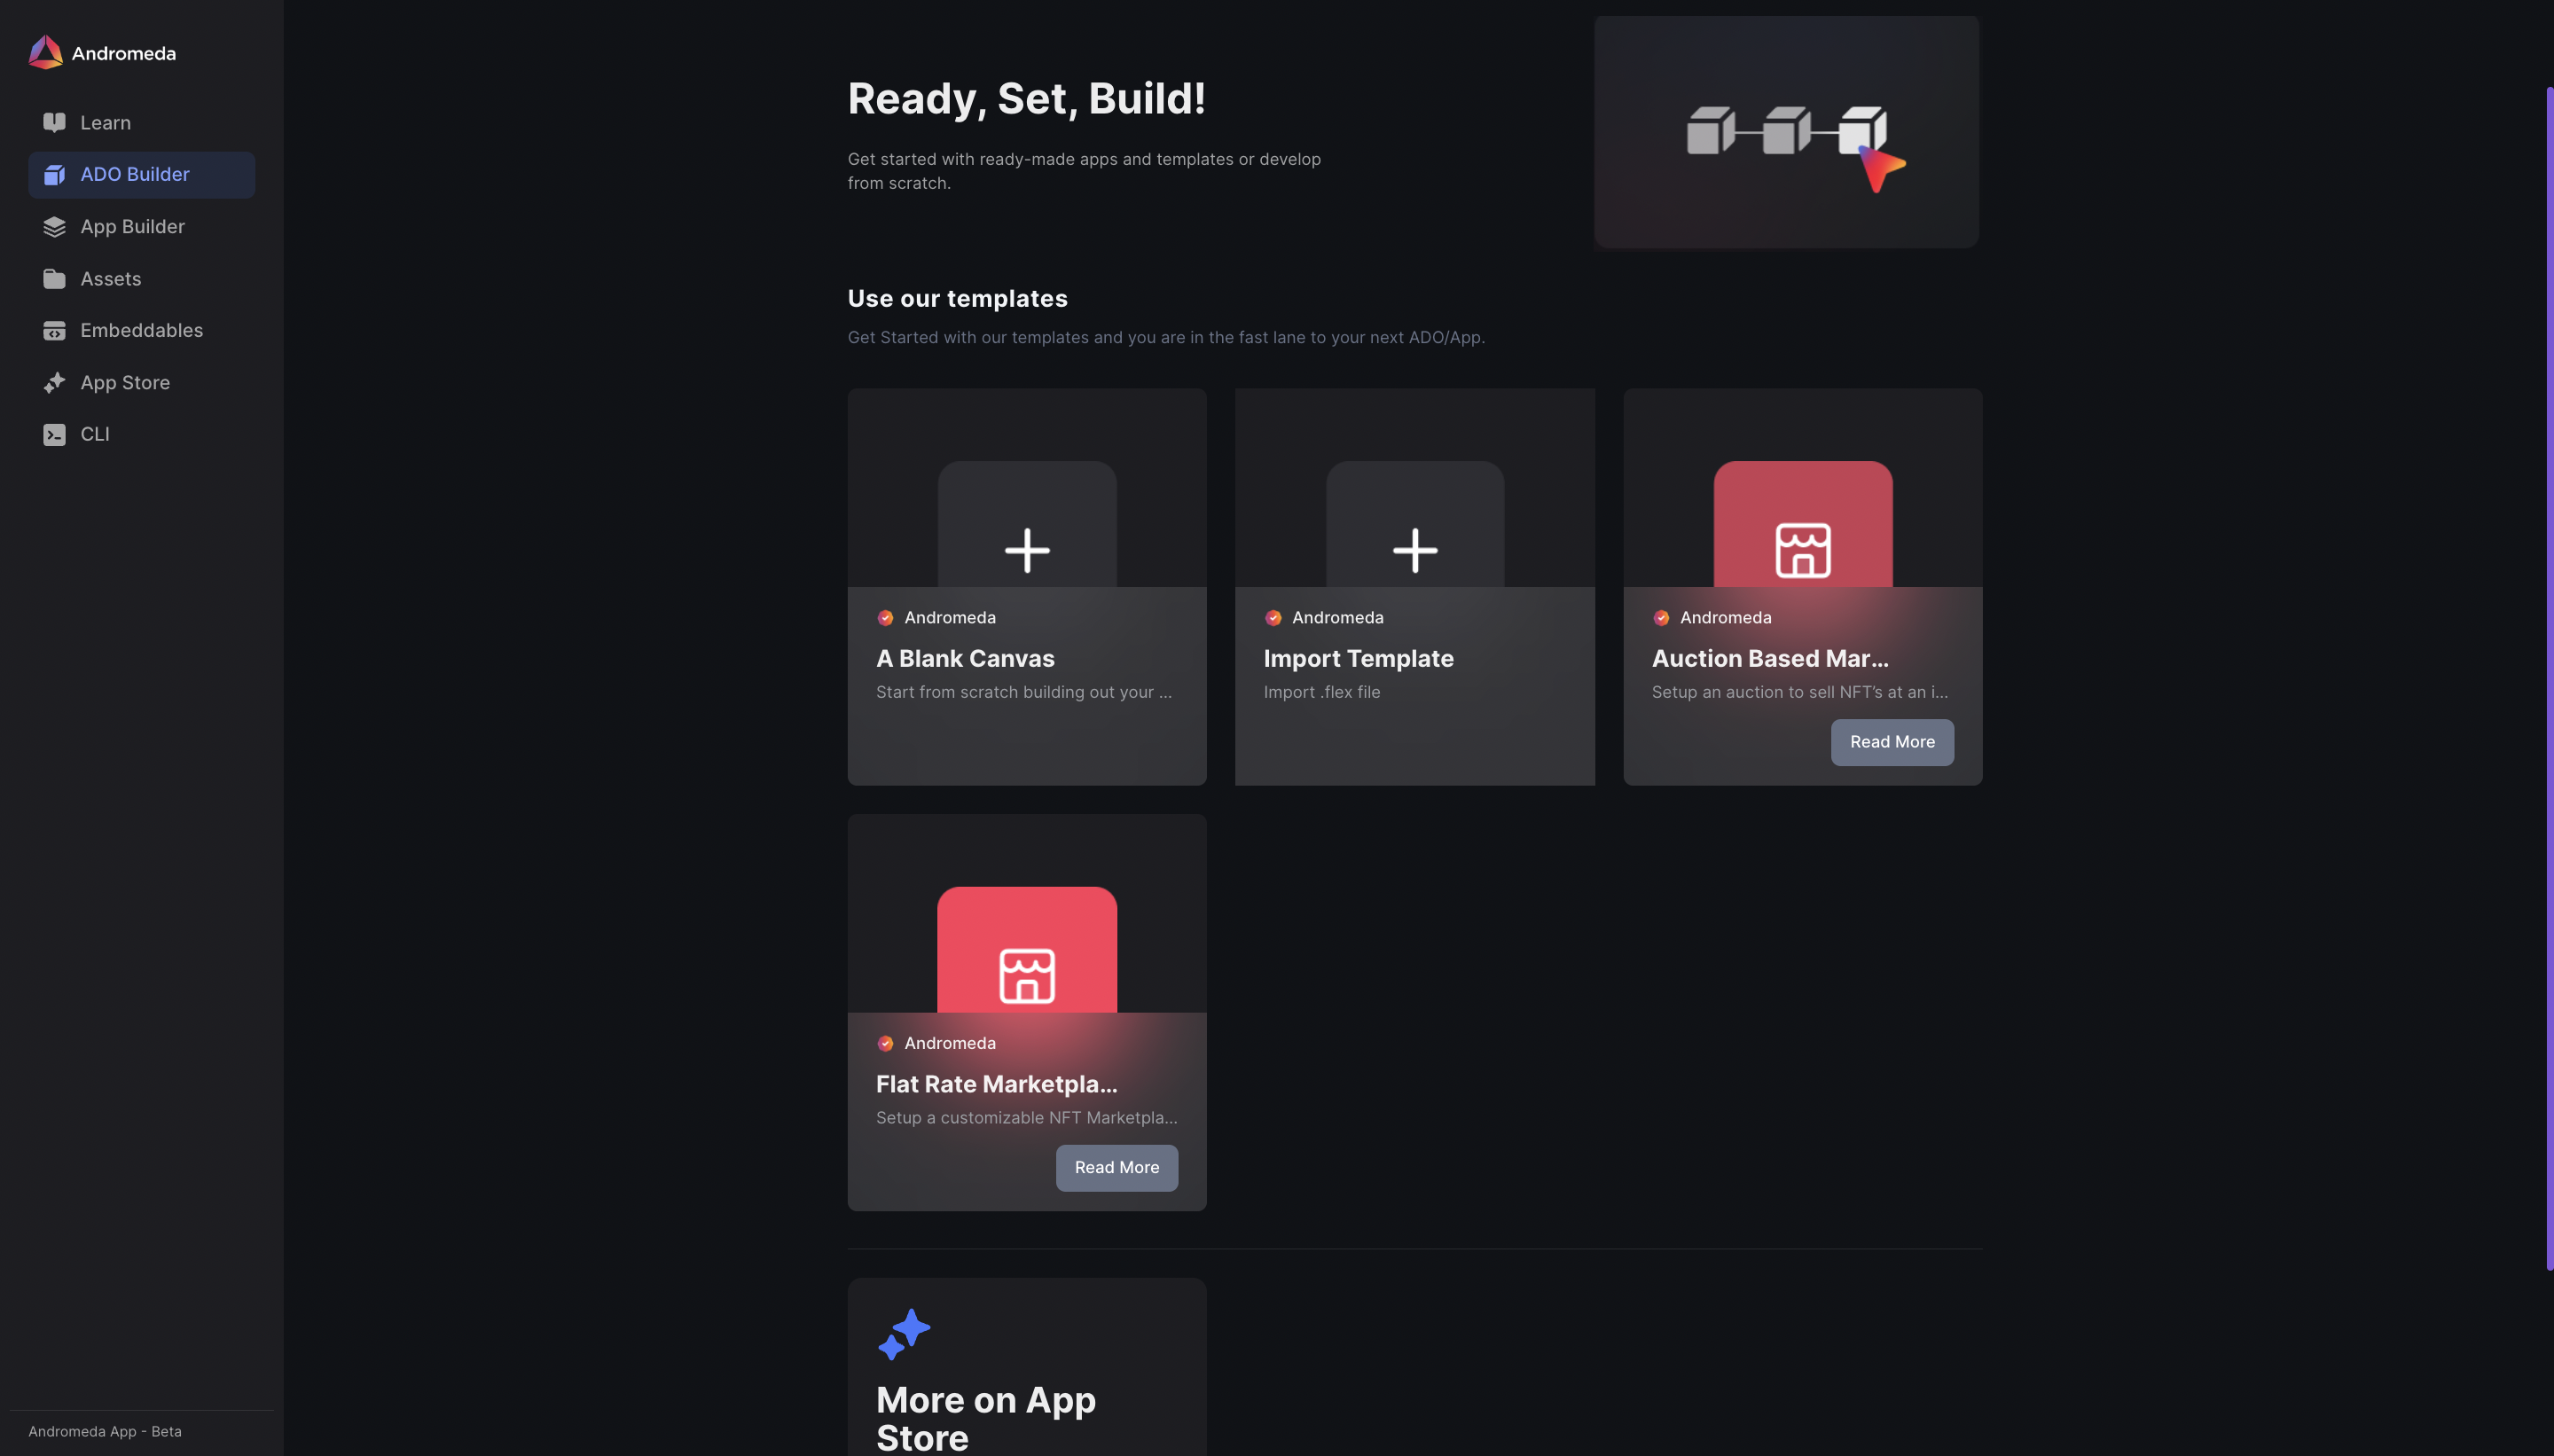 Andromeda
Learn
ADO Builder
App Builder
Assets
Embeddables
App Store
CLI
Andromeda App - Beta
Ready, Set, Build!
Get started with ready-made apps and templates or develop
from scratch.
Use our templates
Get Started with our templates and you are in the fast lane to your next ADO/App.
Andromeda
A Blank Canvas
Start from scratch building out your ...
Andromeda
Import Template
Import .flex file
Andromeda
Auction Based Mar...
Setup an auction to sell NFT's at an i...
Read More
Andromeda
Flat Rate Marketpla...
Setup a customizable NFT Marketpla...
Read More
More on App
Store